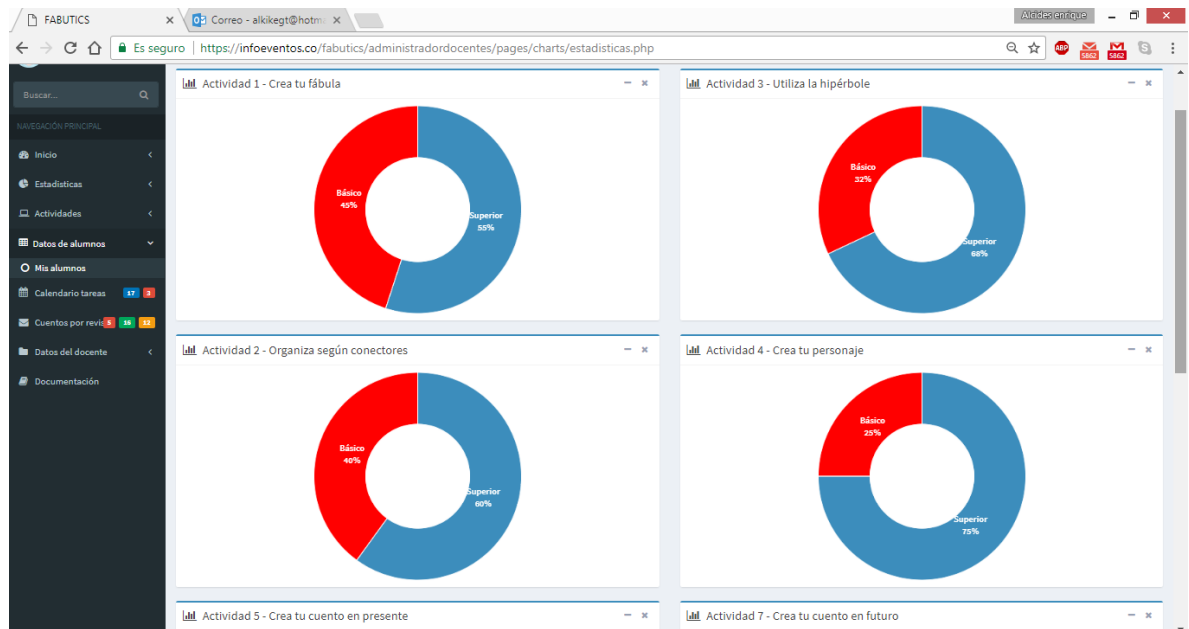 FABUTICS
Correo - alkikegt@hotm
Alcides enrique
Es seguro
https://infoeventos.co/fabutics/administradordocentes/pages/charts/estadisticas.php
ABP
5862
5862
Buscar...
NAVEGACIÓN PRINCIPAL
Inicio
Estadisticas
Actividades
Datos de alumnos
Mis alumnos
Calendario tareas 17 3
Cuentos por revis 5 16 12
Datos del docente
Documentación
Actividad 1 - Crea tu fábula
Básico
45%
Superior
55%
Actividad 3 - Utiliza la hipérbole
Básico
32%
Superior
68%
Actividad 2 - Organiza según conectores
Básico
40%
Superior
60%
Actividad 4 - Crea tu personaje
Básico
25%
Superior
75%
Actividad 5 - Crea tu cuento en presente
Actividad 7 - Crea tu cuento en futuro